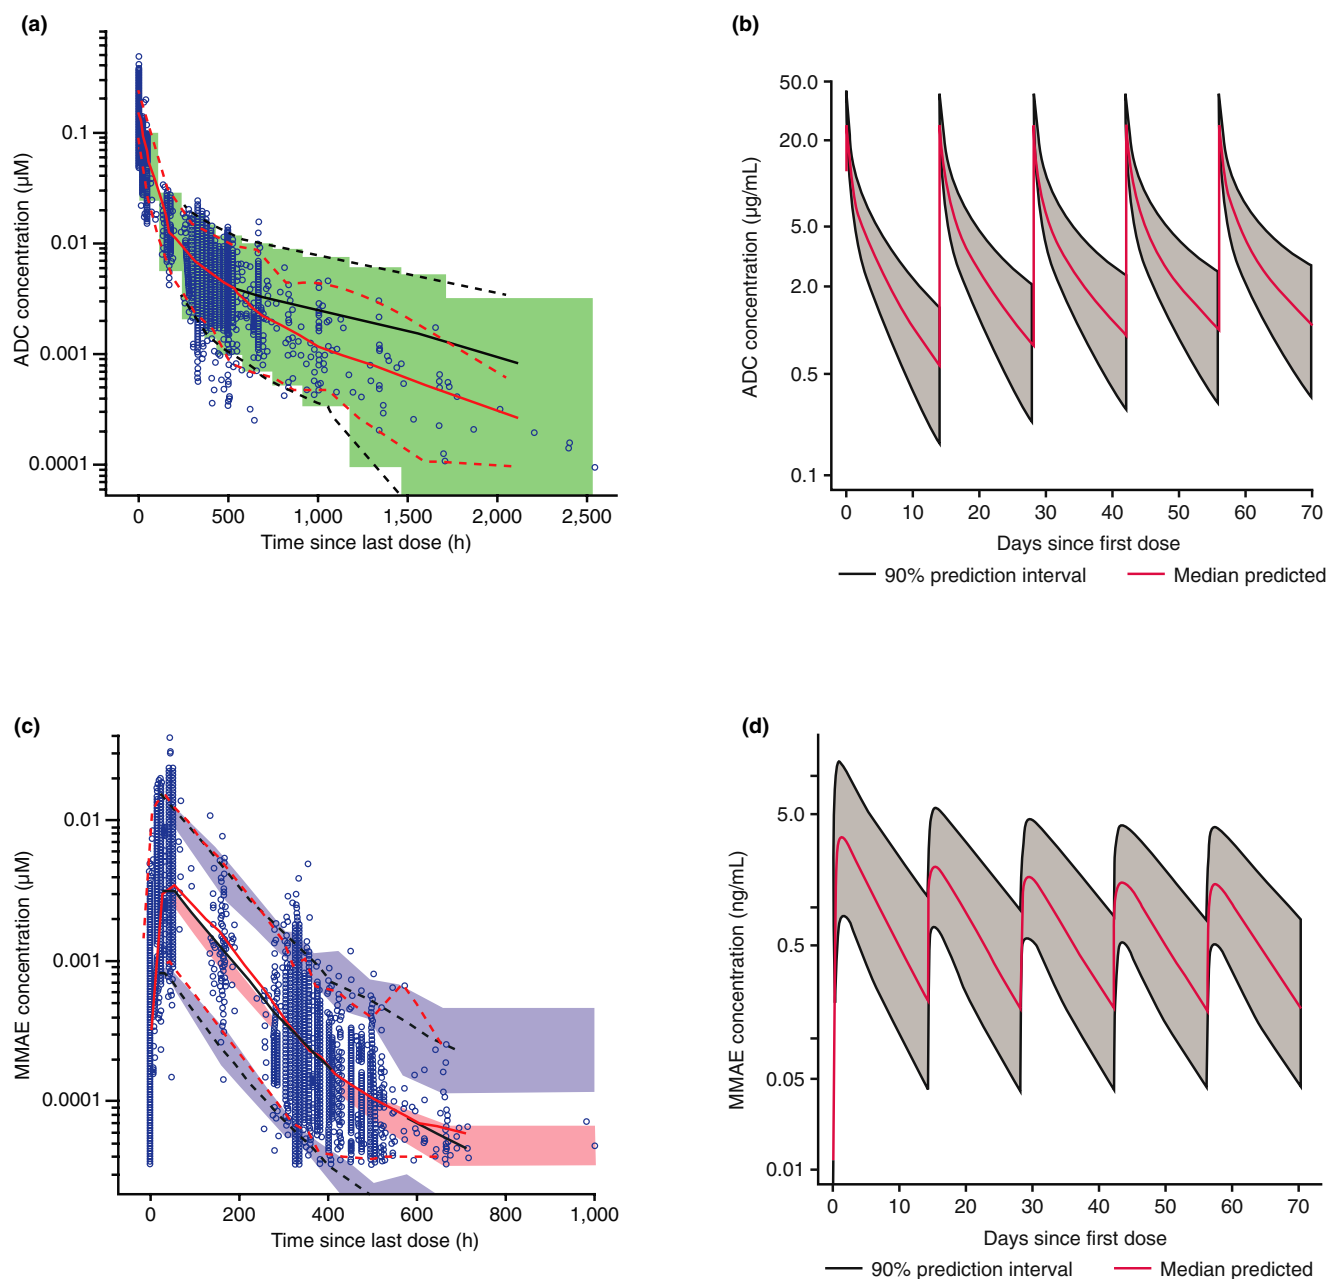 (a)
ADC concentration (µM)
0.1
0.01
0.001
0.0001
0 500 1,000 1,500 2,000 2,500
Time since last dose (h)
(b)
ADC concentration (µg/mL)
50.0
20.0
5.0
2.0
0.5
0.1
0 10 20 30 40 50 60 70
Days since first dose
90% prediction interval Median predicted
(c)
MMAE concentration (µM)
0.01
0.001
0.0001
0 200 400 600 800 1,000
Time since last dose (h)
(d)
MMAE concentration (ng/mL)
5.0
0.5
0.05
0.01
0 10 20 30 40 50 60 70
Days since first dose
90% prediction interval Median predicted